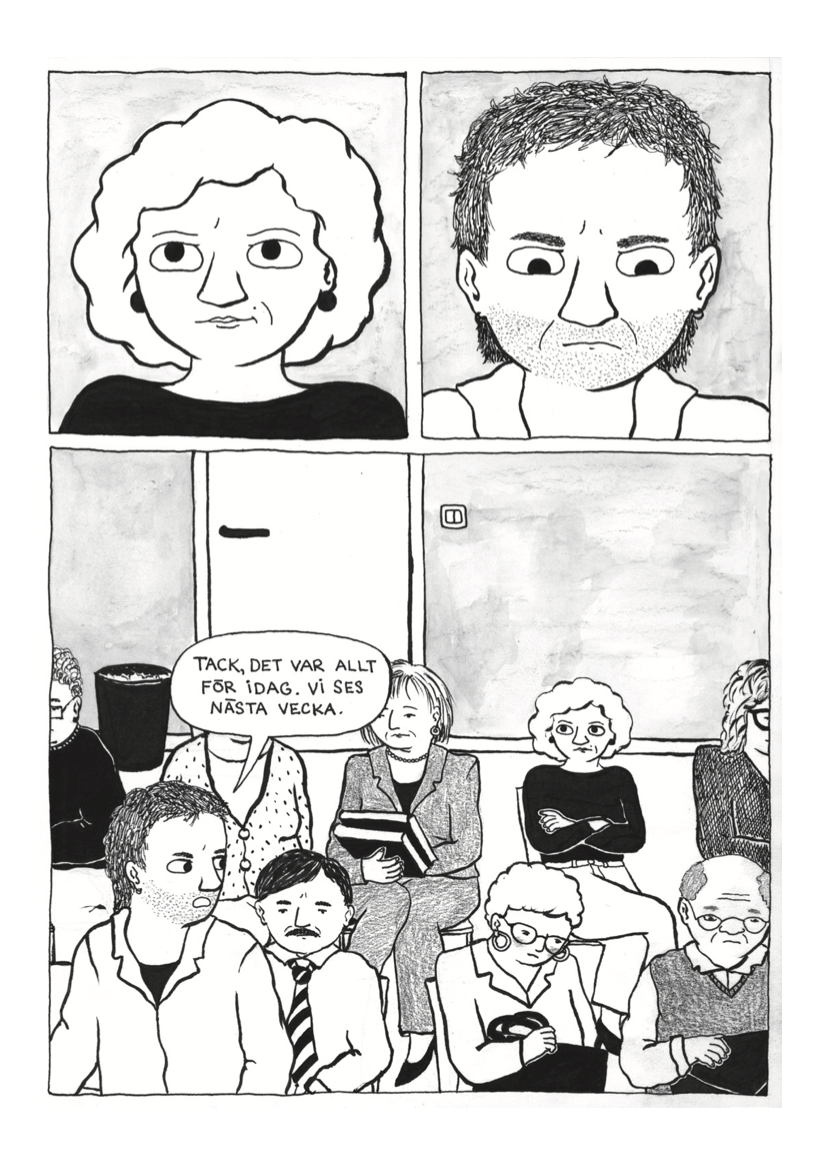 TACK, DET VAR ALLT
FÖR IDAG. VI SES
NÄSTA VECKA.